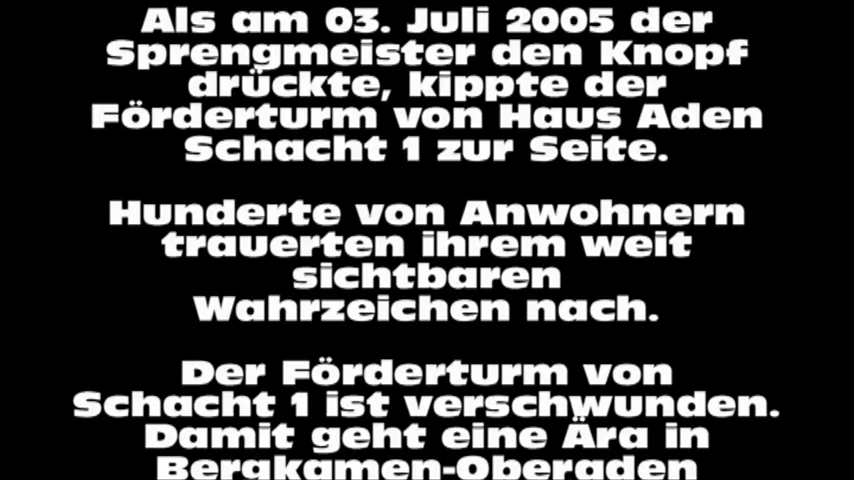 Als am 03. Juli 2005 der
Sprengmeister den Knopf
drückte, kippte der
Förderturm von Haus Aden
Schacht 1 zur Seite.
Hunderte von Anwohnern
trauerten ihrem weit
sichtbaren
Wahrzeichen nach.
Der Förderturm von
Schacht 1 ist verschwunden.
Damit geht eine Ära in
Bergkamen-Oberaden